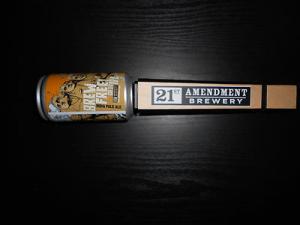 BREW
FREE!
INDIA PALE ALE
21ST AMENDMENT
BREWERY